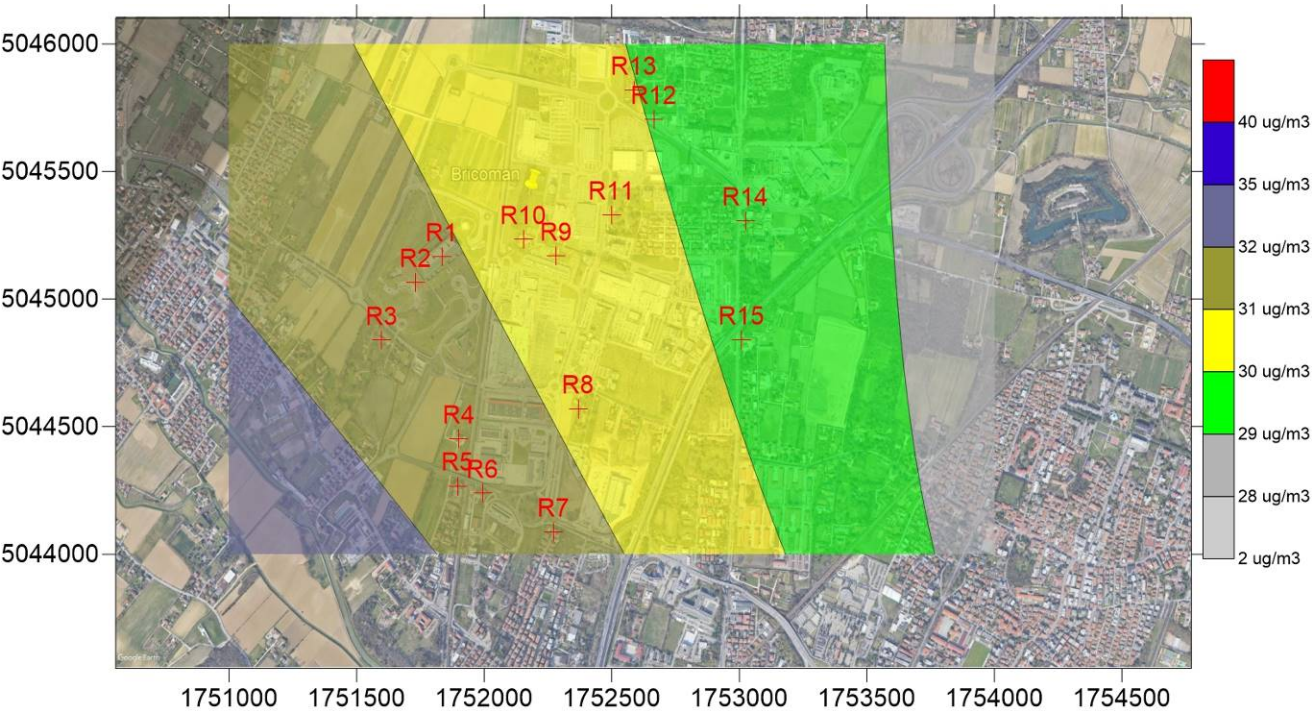 5046000
R13
R12
40 ug/m3
5045500
Bricoman
35 ug/m3
R11
R14
R10
R1
R9
32 ug/m3
R2
5045000
R3
R15
31 ug/m3
R8
30 ug/m3
5044500
R4
29 ug/m3
R5
R6
R7
28 ug/m3
5044000
2 ug/m3
Google Earth
1751000 1751500 1752000 1752500 1753000 1753500 1754000 1754500